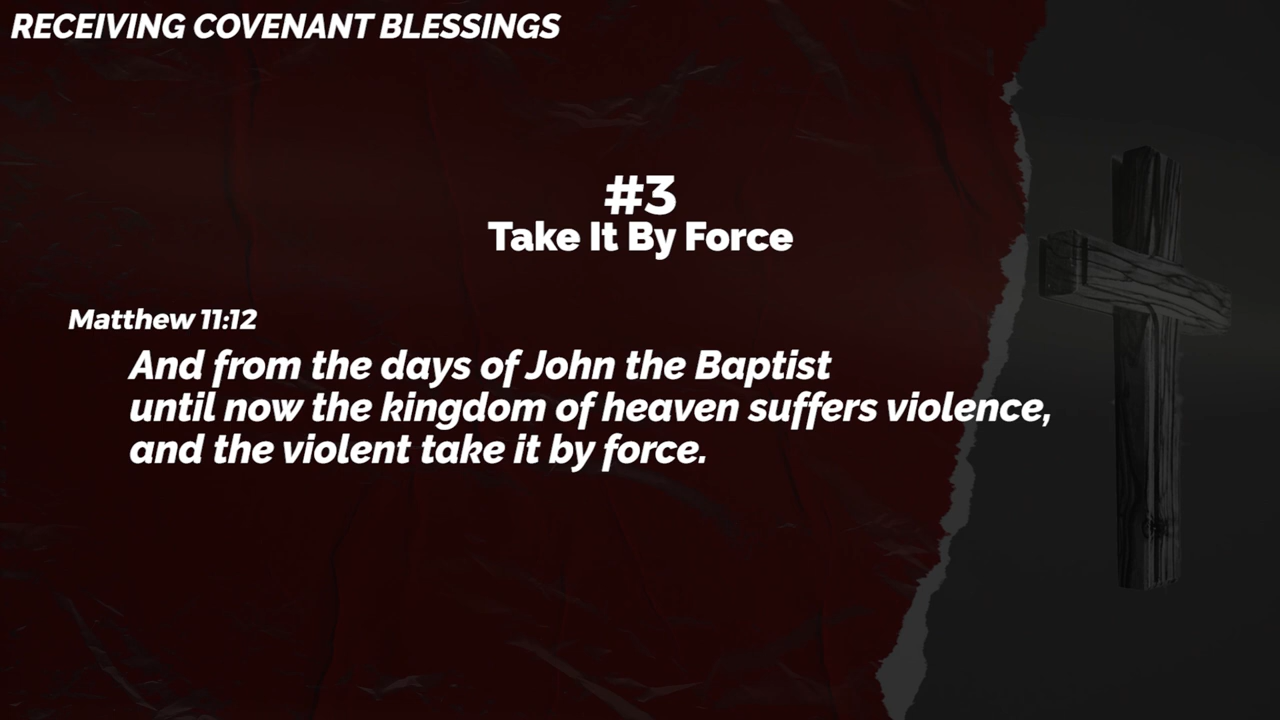 RECEIVING COVENANT BLESSINGS
#3
Take It By Force
Matthew 11:12
And from the days of John the Baptist
until now the kingdom of heaven suffers violence,
and the violent take it by force.